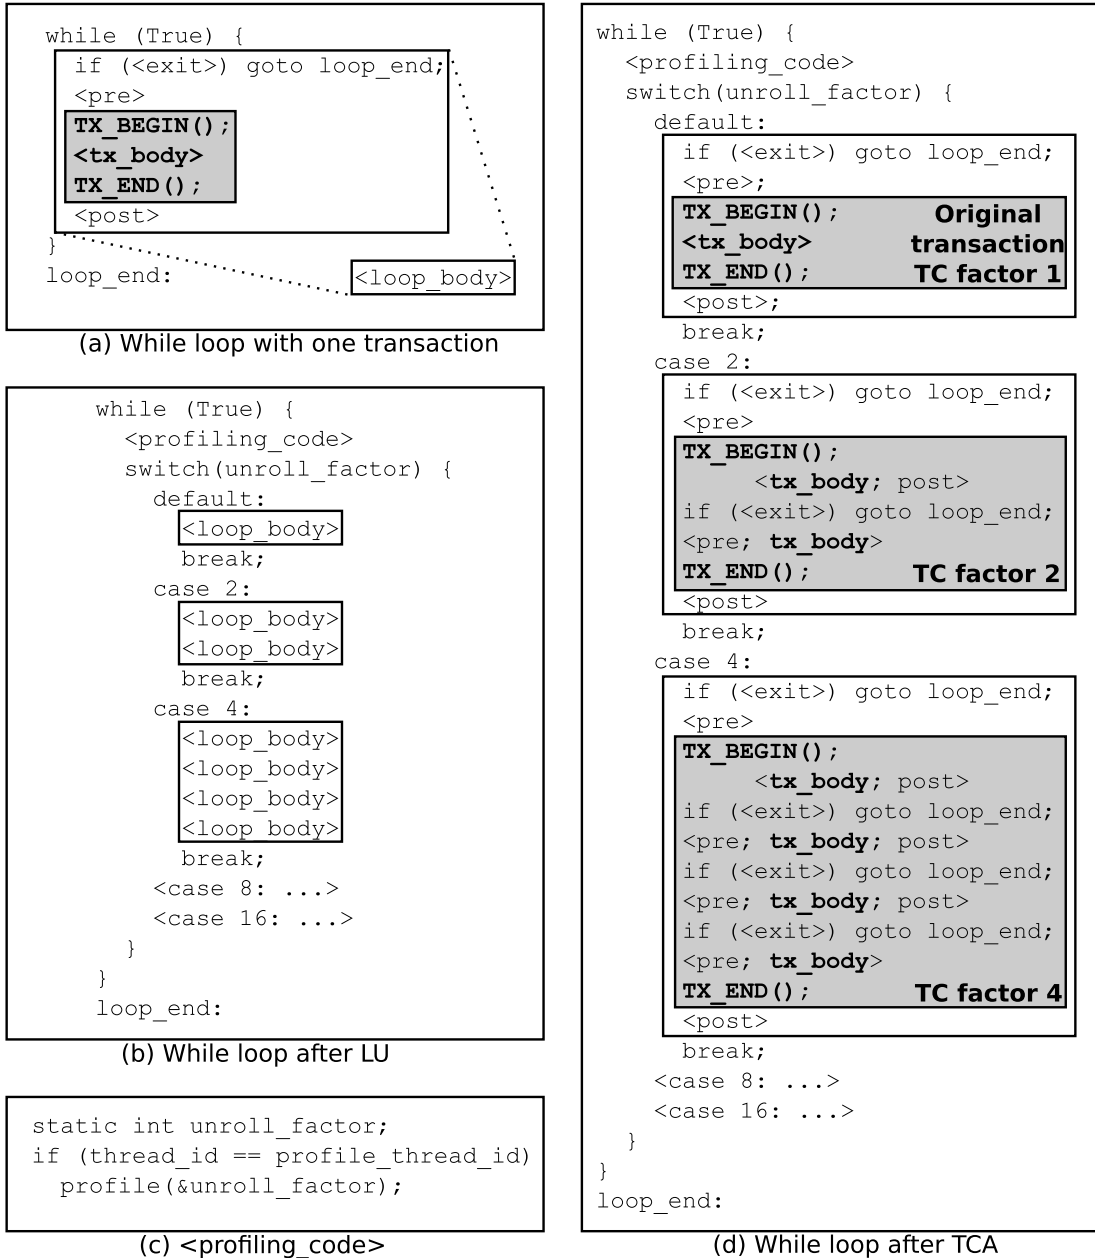 while (True) {
if (<exit>) goto loop_end;
<pre>
TX_BEGIN();
<tx_body>
TX_END();
<post>
}
loop_end:
<loop_body>
(a) While loop with one transaction
while (True) {
<profiling_code>
switch(unroll_factor) {
default:
<loop_body>
break;
case 2:
<loop_body>
<loop_body>
break;
case 4:
<loop_body>
<loop_body>
<loop_body>
<loop_body>
break;
<case 8: ...>
<case 16: ...>
}
}
loop_end:
(b) While loop after LU
static int unroll_factor;
if (thread_id == profile_thread_id)
profile(&unroll_factor);
(c) <profiling_code>
while (True) {
<profiling_code>
switch(unroll_factor) {
default:
if (<exit>) goto loop_end;
<pre>;
TX_BEGIN(); Original
<tx_body> transaction
TX_END(); TC factor 1
<post>;
break;
case 2:
if (<exit>) goto loop_end;
<pre>
TX_BEGIN();
<tx_body; post>
if (<exit>) goto loop_end;
<pre; tx_body>
TX_END(); TC factor 2
<post>
break;
case 4:
if (<exit>) goto loop_end;
<pre>
TX_BEGIN();
<tx_body; post>
if (<exit>) goto loop_end;
<pre; tx_body; post>
if (<exit>) goto loop_end;
<pre; tx_body; post>
if (<exit>) goto loop_end;
<pre; tx_body>
TX_END(); TC factor 4
<post>
break;
<case 8: ...>
<case 16: ...>
}
}
loop_end:
(d) While loop after TCA